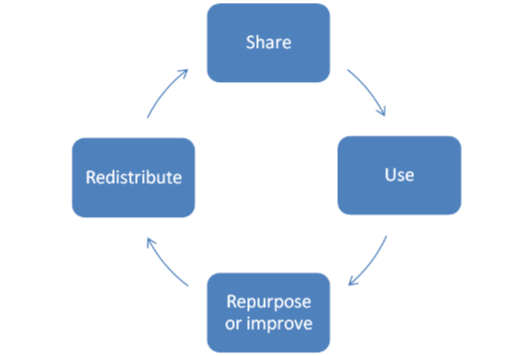 Share
Use
Repurpose
or improve
Redistribute